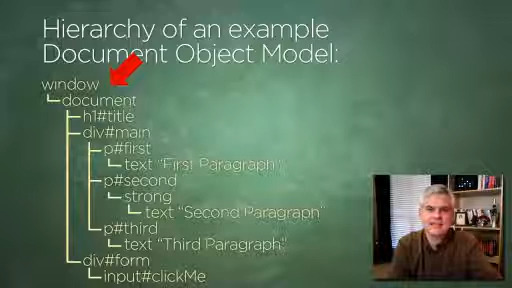 Hierarchy of an example
Document Object Model:
window
document
h1#title
div#main
p#first
text "First Paragraph"
p#second
strong
text "Second Paragraph"
p#third
text "Third Paragraph"
div#form
input#clickMe